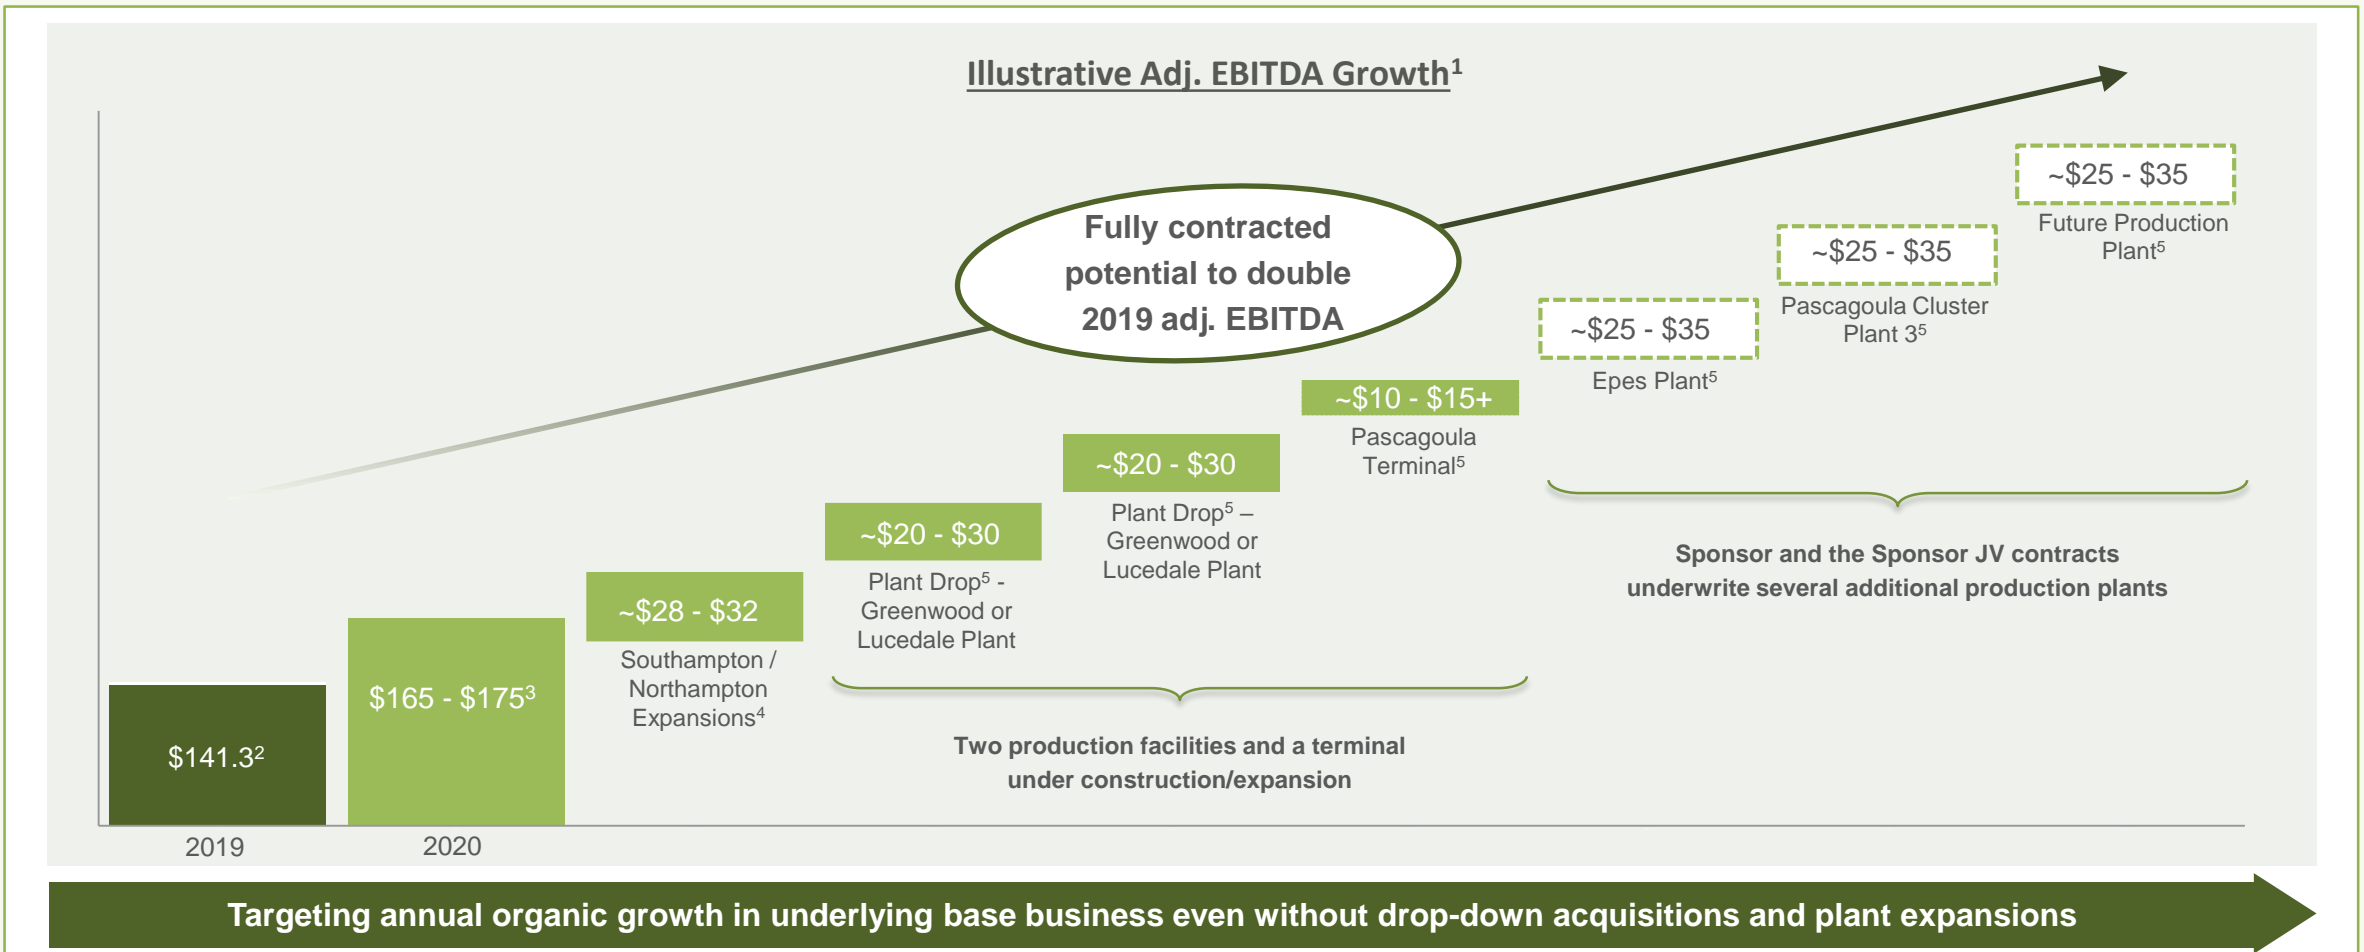 Illustrative Adj. EBITDA Growth¹
Fully contracted
potential to double
2019 adj. EBITDA
~$25 - $35
Future Production
Plant⁵
~$25 - $35
Pascagoula Cluster
Plant 3⁵
~$25 - $35
Epes Plant⁵
~$10 - $15+
Pascagoula
Terminal⁵
~$20 - $30
Plant Drop⁵ –
Greenwood or
Lucedale Plant
~$20 - $30
Plant Drop⁵ -
Greenwood or
Lucedale Plant
~$28 - $32
Southampton /
Northampton
Expansions⁴
$165 - $175³
$141.3²
Sponsor and the Sponsor JV contracts
underwrite several additional production plants
Two production facilities and a terminal
under construction/expansion
2019
2020
Targeting annual organic growth in underlying base business even without drop-down acquisitions and plant expansions